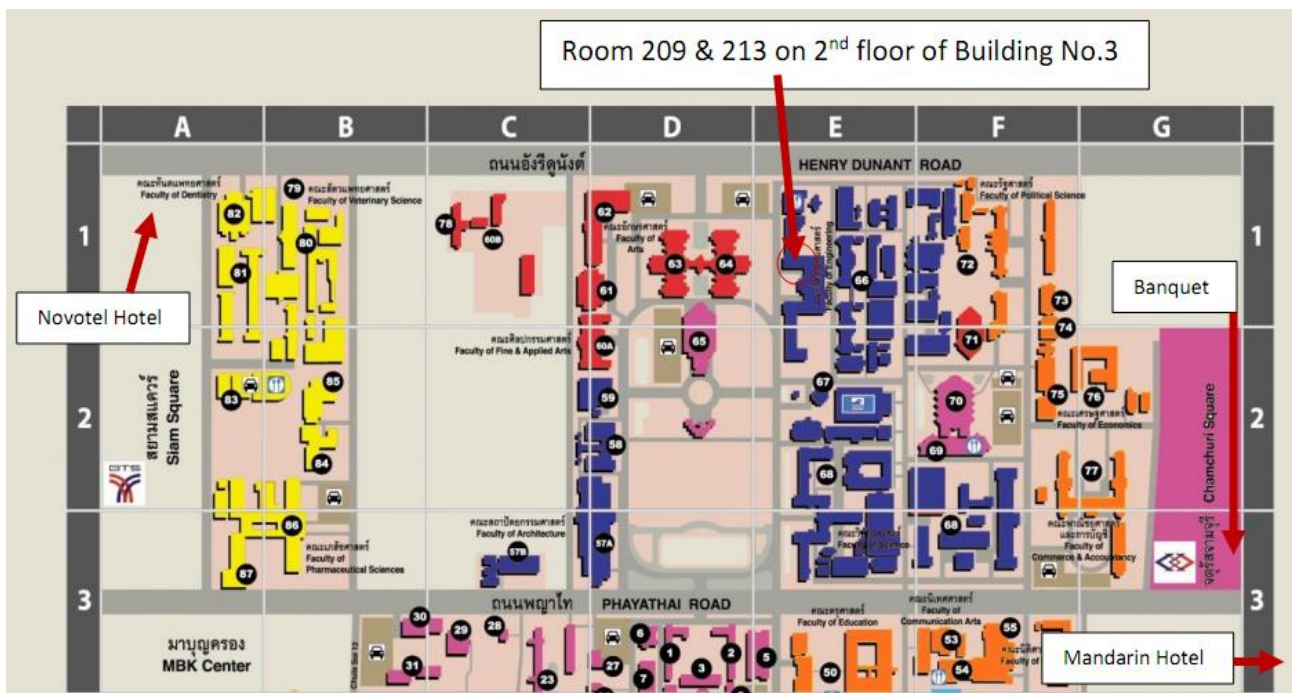 Room 209 & 213 on 2nd floor of Building No.3
A B C D E F G
ถนนอังรีดูนังต์ HENRY DUNANT ROAD
คณะทันตแพทยศาสตร์
Faculty of Dentistry
79
คณะสัตวแพทยศาสตร์
Faculty of Veterinary Science
คณะรัฐศาสตร์
Faculty of Political Science
82
62
78
60B
คณะอักษรศาสตร์
Faculty of
Arts
1
80
63
64
72
1
81
Faculty of Engineering
66
Novotel Hotel
61
73
Banquet
74
คณะศิลปกรรมศาสตร์
Faculty of Fine & Applied Arts
60A
65
71
85
67
83
59
70
75
76
คณะเศรษฐศาสตร์
Faculty of Economics
2
สยามสแควร์
Siam Square
2
จัตุรัสจามจุรี Chamchuri Square
BTS
84
58
69
68
77
86
คณะสถาปัตยกรรมศาสตร์
Faculty of Architecture
57B
57A
68
คณะเภสัชศาสตร์
Faculty of
Pharmaceutical Sciences
87
Faculty of Science
คณะพาณิชยศาสตร์
และการบัญชี
Faculty of
Commerce & Accountancy
3
ถนนพญาไท PHAYATHAI ROAD
3
มาบุญครอง
MBK Center
Chula Soi 12
30
29
28
31
23
6
27
7
1
2
3
5
คณะครุศาสตร์
Faculty of Education
50
คณะนิเทศศาสตร์
Faculty of
Communication Arts
53
54
55
Mandarin Hotel